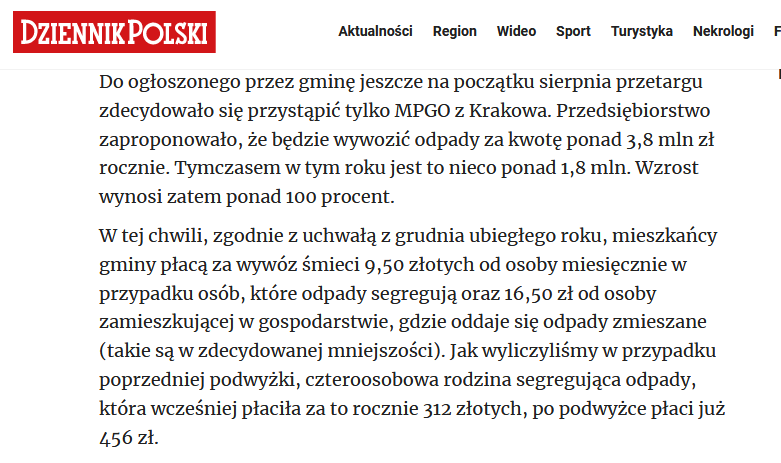 DZIENNIK POLSKI
Aktualności Region Wideo Sport Turystyka Nekrologi F
Do ogłoszonego przez gminę jeszcze na początku sierpnia przetargu
zdecydowało się przystąpić tylko MPGO z Krakowa. Przedsiębiorstwo
zaproponowało, że będzie wywozić odpady za kwotę ponad 3,8 mln zł
rocznie. Tymczasem w tym roku jest to nieco ponad 1,8 mln. Wzrost
wynosi zatem ponad 100 procent.
W tej chwili, zgodnie z uchwałą z grudnia ubiegłego roku, mieszkańcy
gminy płacą za wywóz śmieci 9,50 złotych od osoby miesięcznie w
przypadku osób, które odpady segregują oraz 16,50 zł od osoby
zamieszkującej w gospodarstwie, gdzie oddaje się odpady zmieszane
(takie są w zdecydowanej mniejszości). Jak wyliczyliśmy w przypadku
poprzedniej podwyżki, czteroosobowa rodzina segregująca odpady,
która wcześniej płaciła za to rocznie 312 złotych, po podwyżce płaci już
456 zł.